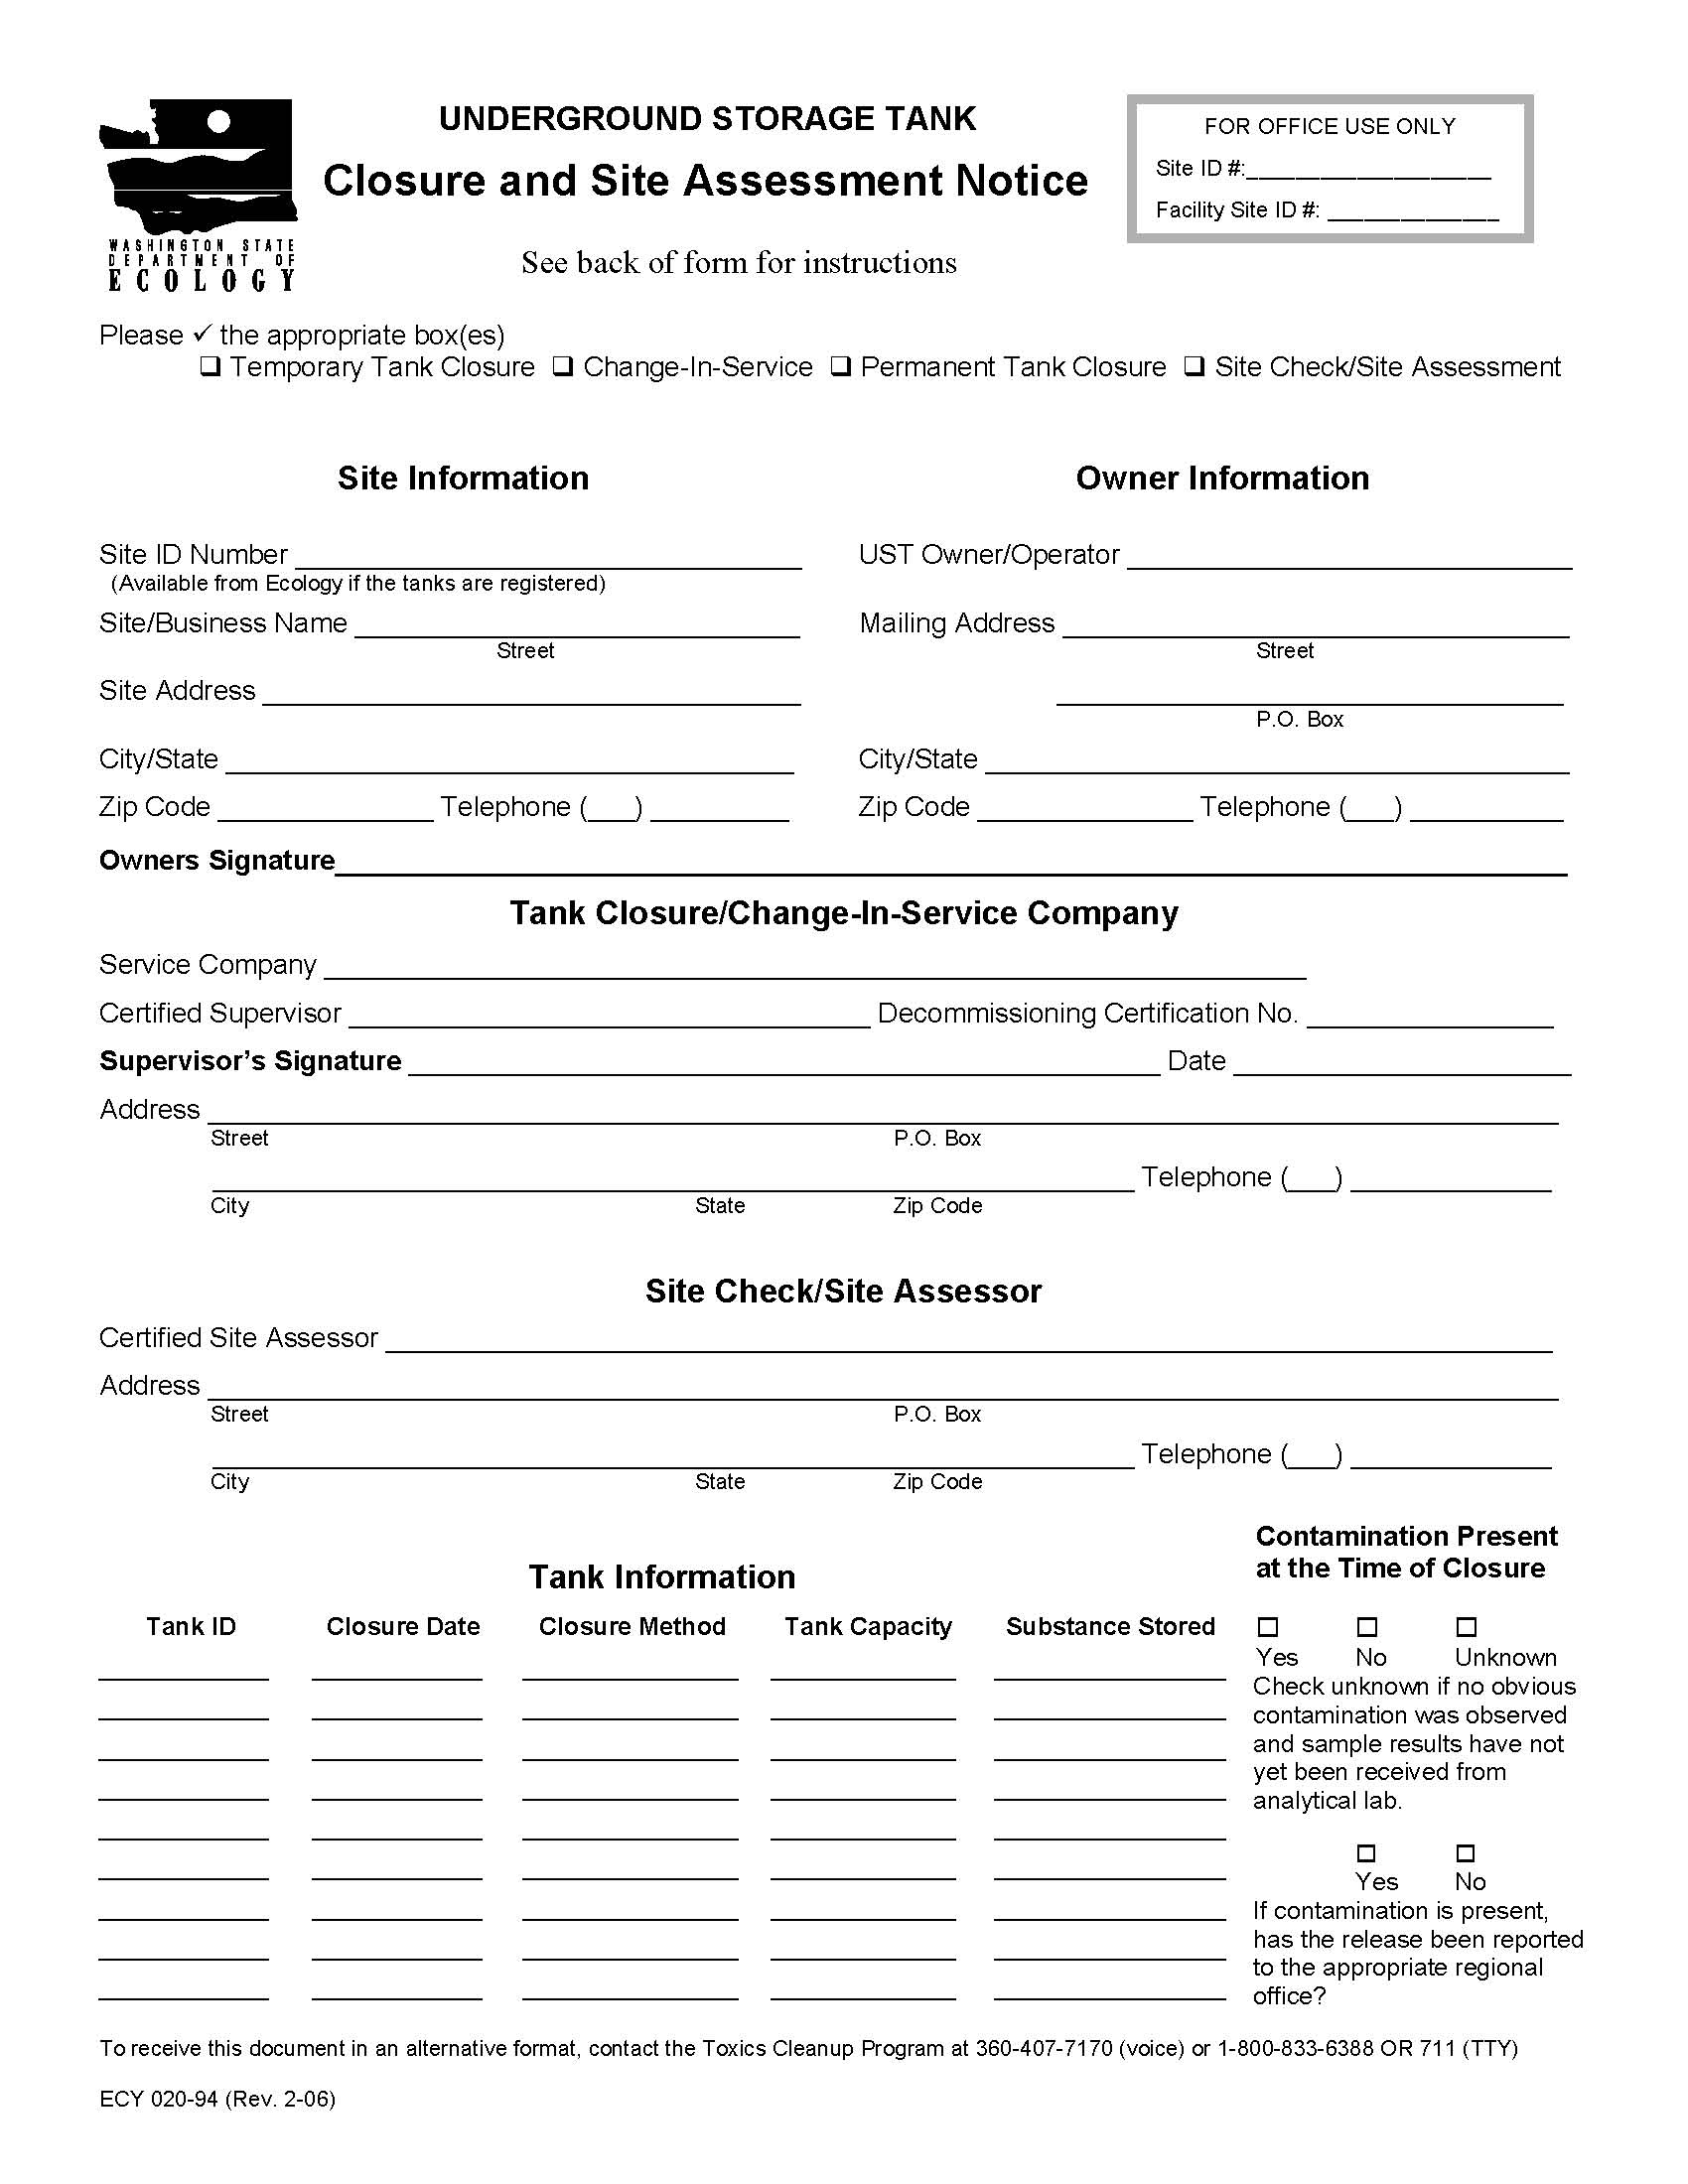 UNDERGROUND STORAGE TANK
Closure and Site Assessment Notice
See back of form for instructions
WASHINGTON STATE
DEPARTMENT OF
ECOLOGY
FOR OFFICE USE ONLY
Site ID #:____________________
Facility Site ID #: ______________
Please ✓ the appropriate box(es)
❑ Temporary Tank Closure ❑ Change-In-Service ❑ Permanent Tank Closure ❑ Site Check/Site Assessment
Site Information
Site ID Number
(Available from Ecology if the tanks are registered)
Site/Business Name
Street
Site Address
City/State
Zip Code Telephone (___)
Owner Information
UST Owner/Operator
Mailing Address
Street
P.O. Box
City/State
Zip Code Telephone (___)
Owners Signature
Tank Closure/Change-In-Service Company
Service Company
Certified Supervisor Decommissioning Certification No.
Supervisor’s Signature Date
Address
Street P.O. Box
Telephone (___)
City State Zip Code
Site Check/Site Assessor
Certified Site Assessor
Address
Street P.O. Box
Telephone (___)
City State Zip Code
Tank Information
Tank ID Closure Date Closure Method Tank Capacity Substance Stored
Contamination Present
at the Time of Closure
☐ ☐ ☐
Yes No Unknown
Check unknown if no obvious
contamination was observed
and sample results have not
yet been received from
analytical lab.
☐ ☐
Yes No
If contamination is present,
has the release been reported
to the appropriate regional
office?
To receive this document in an alternative format, contact the Toxics Cleanup Program at 360-407-7170 (voice) or 1-800-833-6388 OR 711 (TTY)
ECY 020-94 (Rev. 2-06)